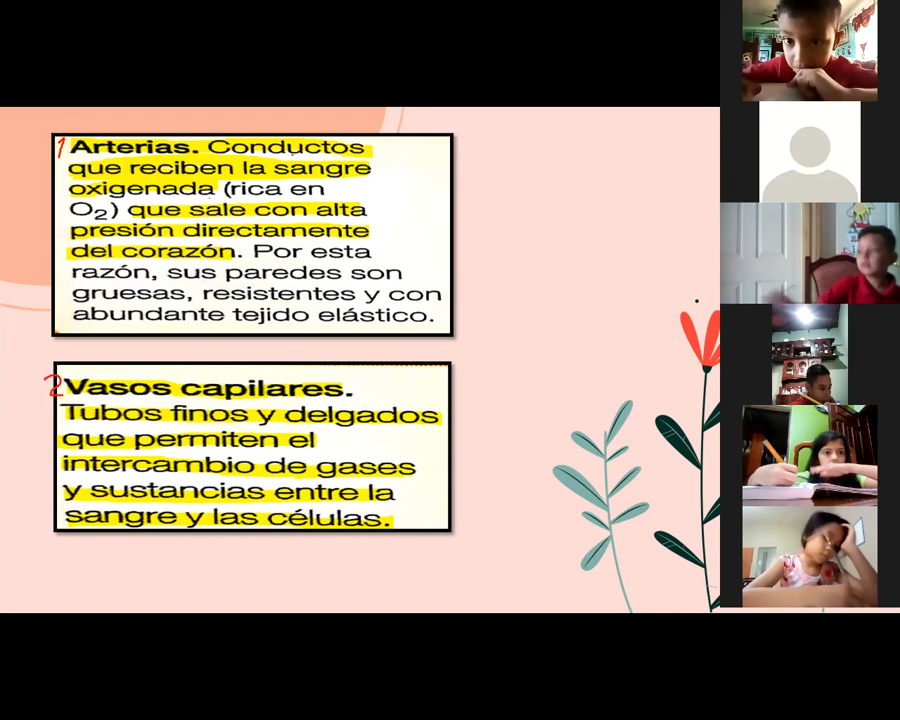 1 Arterias. Conductos
que reciben la sangre
oxigenada (rica en
O₂) que sale con alta
presión directamente
del corazón. Por esta
razón, sus paredes son
gruesas, resistentes y con
abundante tejido elástico.
2 Vasos capilares.
Tubos finos y delgados
que permiten el
intercambio de gases
y sustancias entre la
sangre y las células.